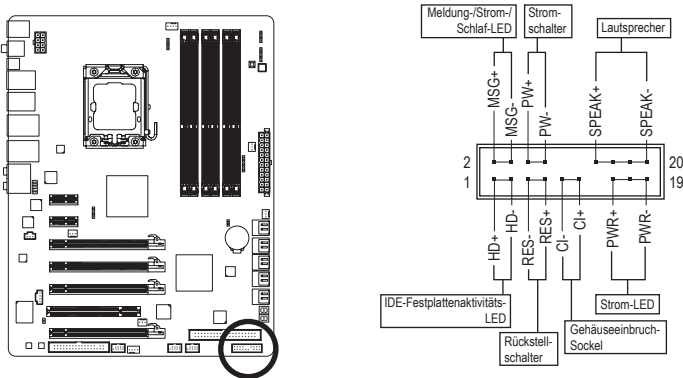 Meldung-/Strom-/
Schlaf-LED
Strom-
schalter
Lautsprecher
MSG+
MSG-
PW+
PW-
SPEAK+
SPEAK-
2
20
1
19
HD+
HD-
RES-
RES+
CI-
CI+
PWR+
PWR-
IDE-Festplattenaktivitäts-
LED
Rückstell-
schalter
Gehäuseeinbruch-
Sockel
Strom-LED